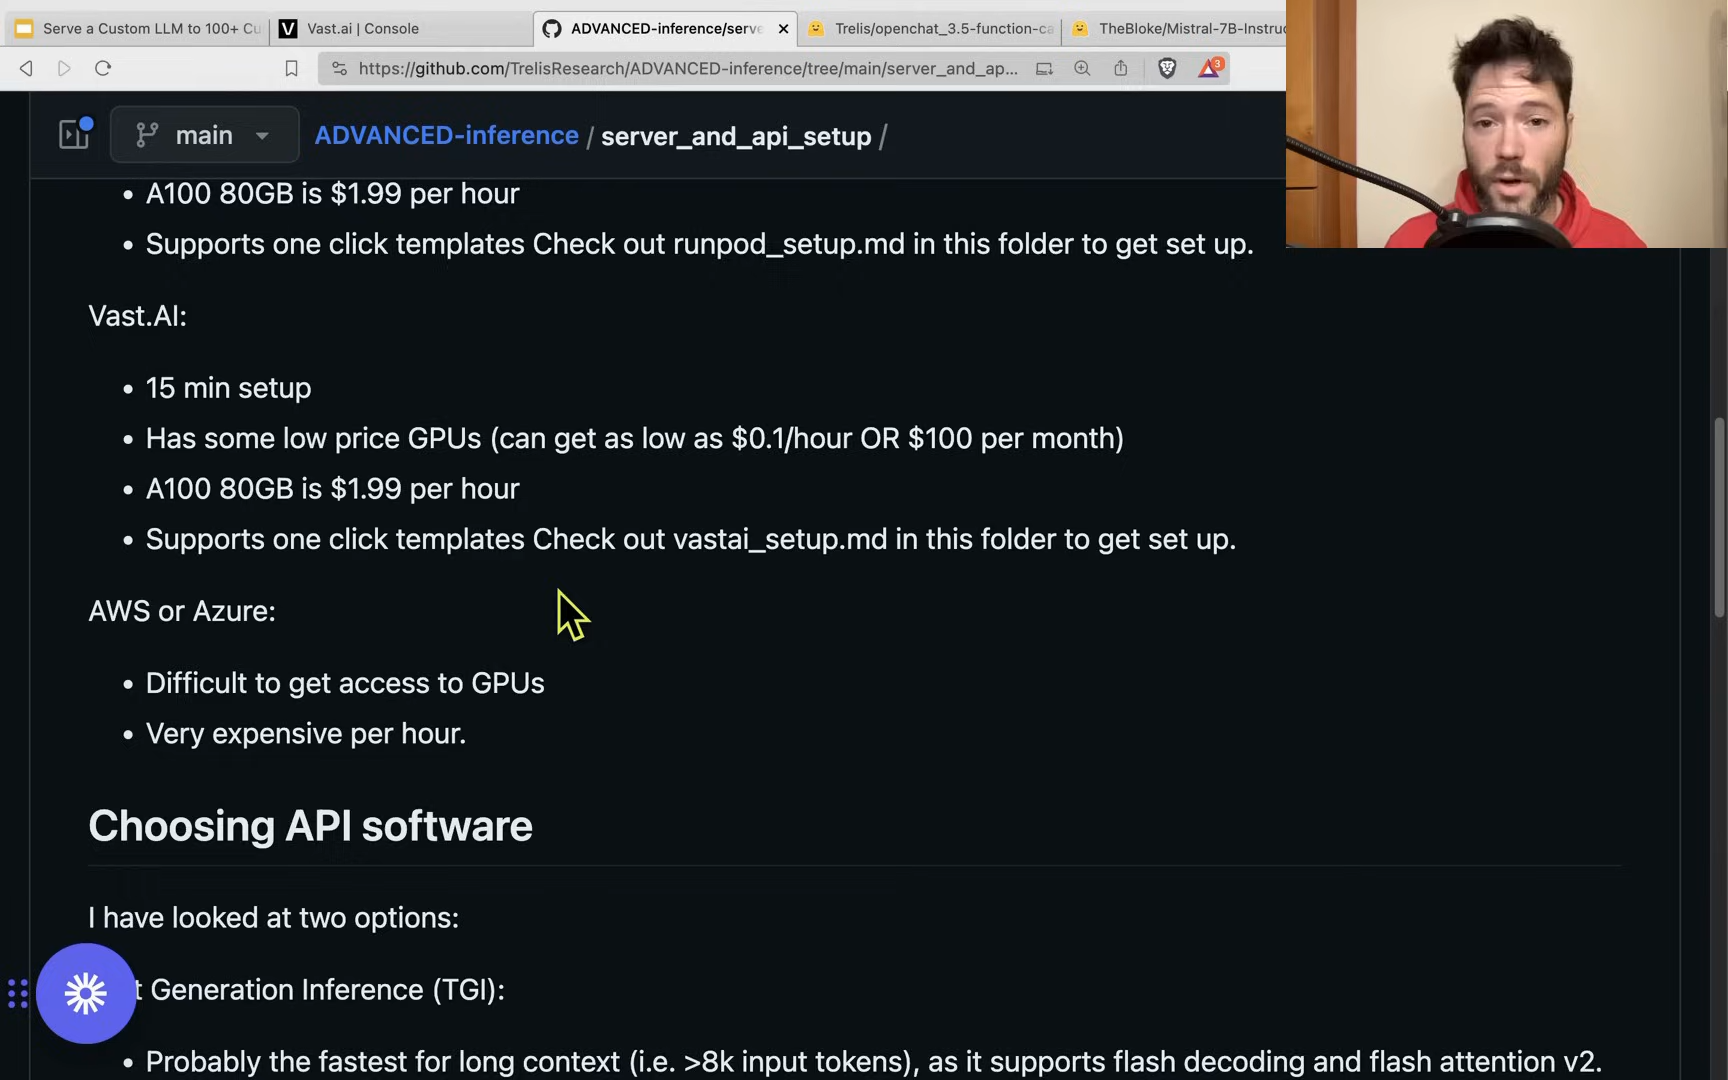 Serve a Custom LLM to 100+ Cu
Vast.ai | Console
ADVANCED-inference/serve
Trelis/openchat_3.5-function-ca
TheBloke/Mistral-7B-Instruc
https://github.com/TrelisResearch/ADVANCED-inference/tree/main/server_and_ap...
3
main
ADVANCED-inference / server_and_api_setup /
• A100 80GB is $1.99 per hour
• Supports one click templates Check out runpod_setup.md in this folder to get set up.
Vast.AI:
• 15 min setup
• Has some low price GPUs (can get as low as $0.1/hour OR $100 per month)
• A100 80GB is $1.99 per hour
• Supports one click templates Check out vastai_setup.md in this folder to get set up.
AWS or Azure:
• Difficult to get access to GPUs
• Very expensive per hour.
Choosing API software
I have looked at two options:
t Generation Inference (TGI):
• Probably the fastest for long context (i.e. >8k input tokens), as it supports flash decoding and flash attention v2.